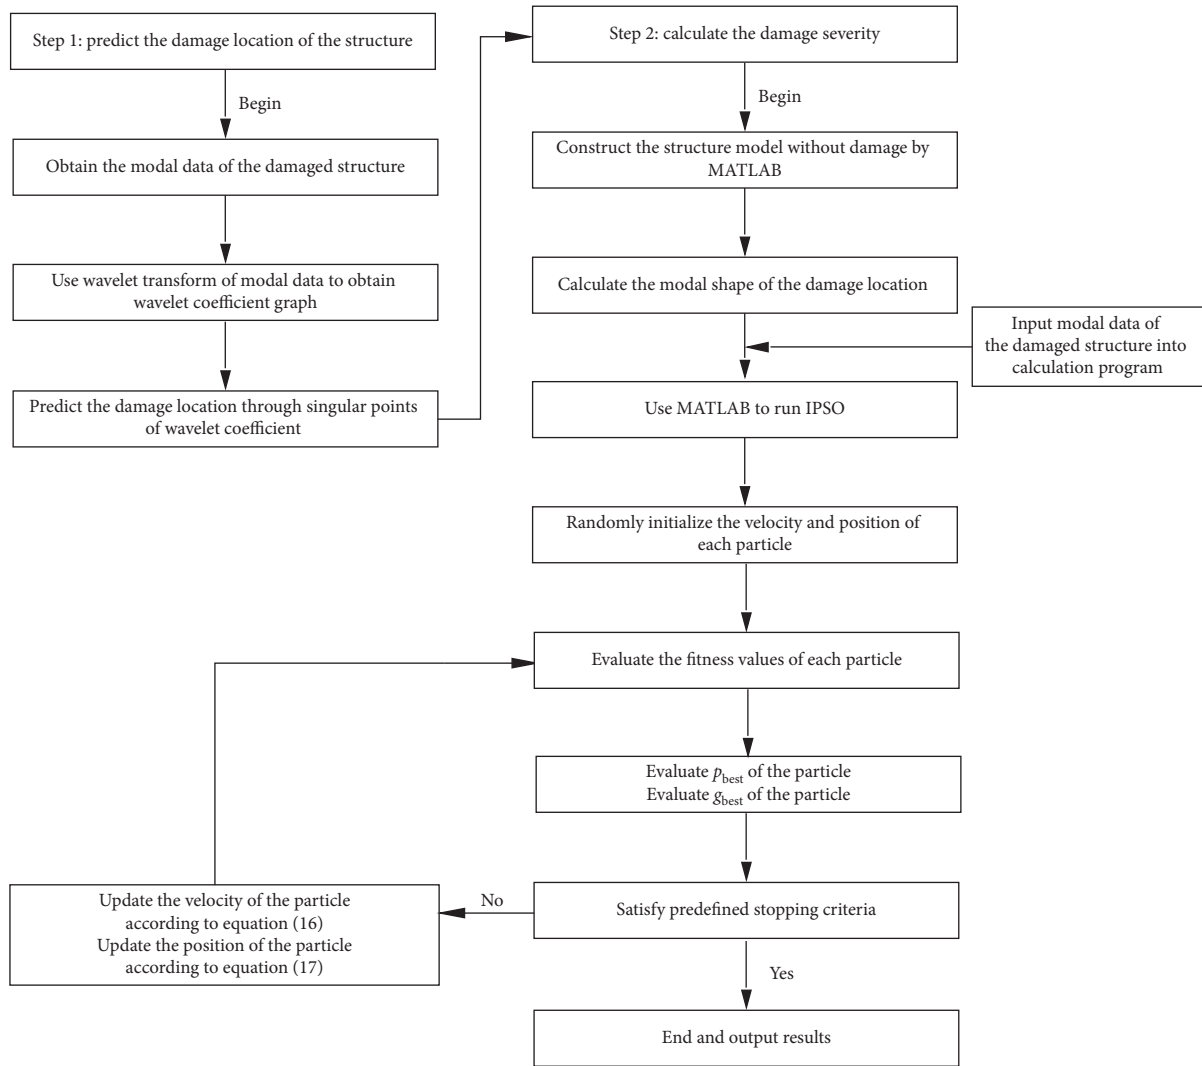 Step 1: predict the damage location of the structure
Begin
Obtain the modal data of the damaged structure
Use wavelet transform of modal data to obtain
wavelet coefficient graph
Predict the damage location through singular points
of wavelet coefficient
Step 2: calculate the damage severity
Begin
Construct the structure model without damage by
MATLAB
Calculate the modal shape of the damage location
Input modal data of
the damaged structure into
calculation program
Use MATLAB to run IPSO
Randomly initialize the velocity and position of
each particle
Evaluate the fitness values of each particle
Evaluate p_best of the particle
Evaluate g_best of the particle
Satisfy predefined stopping criteria
No
Update the velocity of the particle
according to equation (16)
Update the position of the particle
according to equation (17)
Yes
End and output results